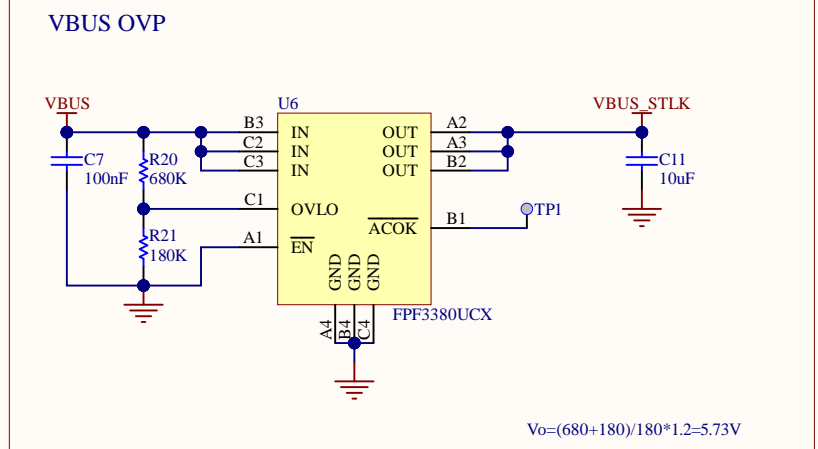 VBUS OVP
VBUS
U6
VBUS_STLK
B3
IN
OUT
A2
C2
IN
OUT
A3
C7
R20
C11
C3
IN
OUT
B2
100nF
680K
10uF
C1
OVLO
TP1
ACOK
B1
R21
A1
EN
180K
GND
GND
GND
A4
B4
C4
FPF3380UCX
Vo=(680+180)/180*1.2=5.73V